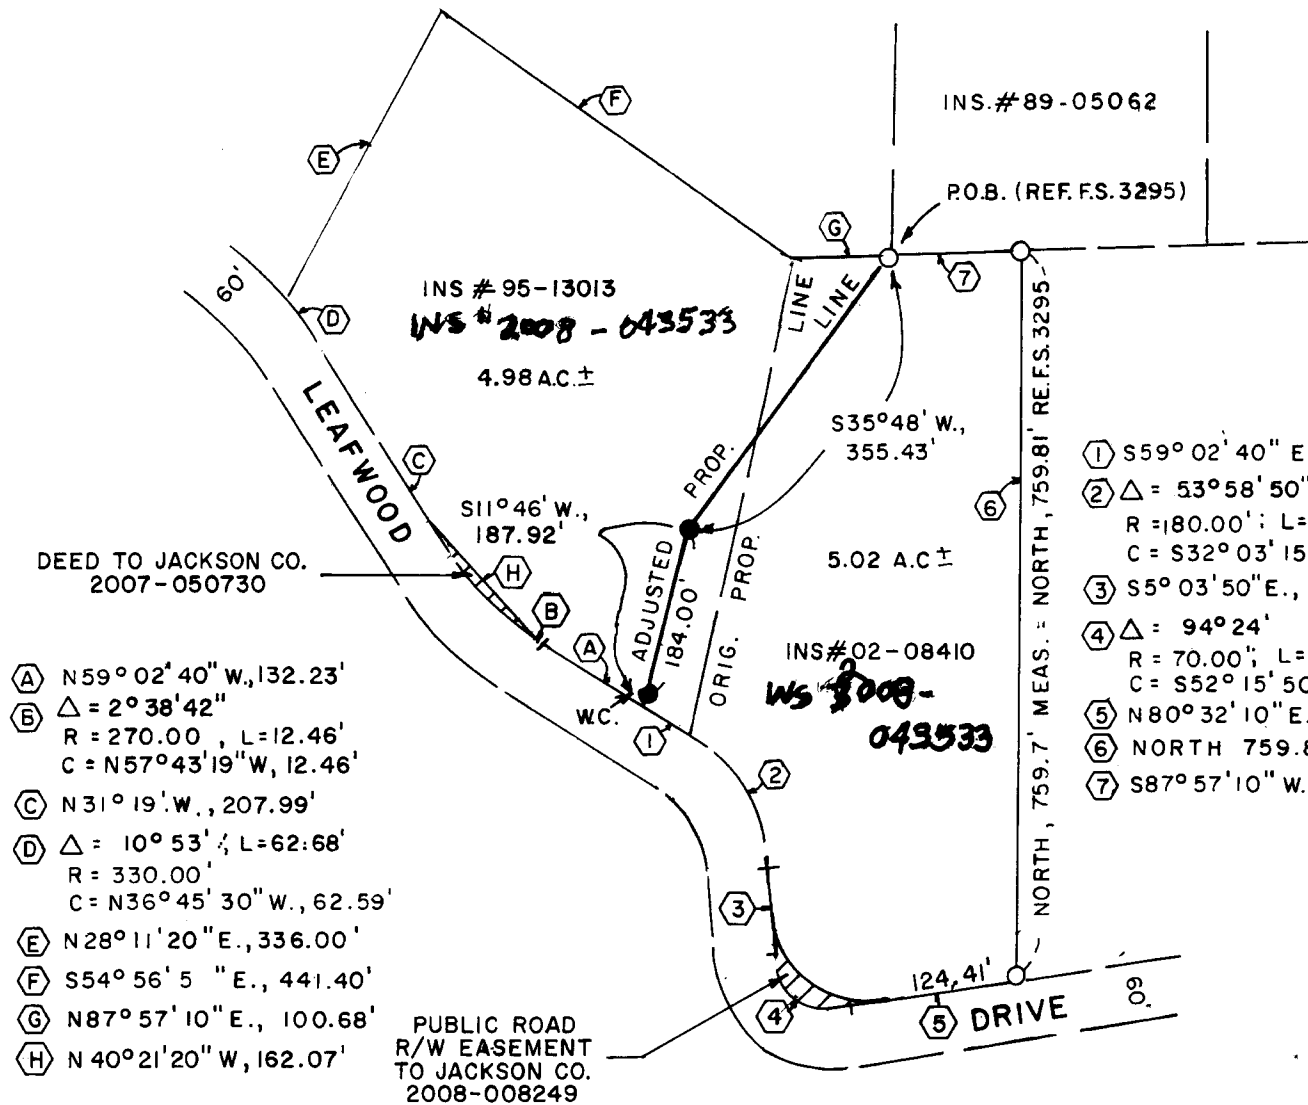 INS.#89-05062
P.O.B. (REF. F.S. 3295)
F
E
G
7
60'
D
INS # 95-13013
INS # 2008 - 043533
4.98 A.C.±
LINE
LINE
LEAFWOOD
C
S35°48' W.,
355.43'
PROP.
S11°46' W.,
187.92'
6
NORTH, 759.7' MEAS. = NORTH, 759.81' RE.F.S. 3295
H
B
A
ADJUSTED
184.00'
ORIG. PROP.
5.02 A.C ±
DEED TO JACKSON CO.
2007-050730
INS#.02-08410
2008-
043533
W.C.
1
2
3
4
124.41'
5
DRIVE
60'
PUBLIC ROAD
R/W EASEMENT
TO JACKSON CO.
2008-008249
A N59°02'40" W., 132.23'
B △ = 2°38'42"
R = 270.00 , L=12.46'
C = N57°43'19"W, 12.46'
C N31°19' W., 207.99'
D △ = 10°53' ; L=62.68'
R = 330.00'
C = N36°45'30" W., 62.59'
E N28°11'20"E., 336.00'
F S54°56'5 "E., 441.40'
G N87°57'10"E., 100.68'
H N 40°21'20" W, 162.07'
1 S59°02'40" E
2 △ = 53°58'50"
R =180.00' ; L=
C = S32°03'15
3 S5°03'50"E.,
4 △ = 94°24'
R = 70.00'; L=
C = S52°15'50
5 N80°32'10"E.
6 NORTH 759.8
7 S87°57'10" W.